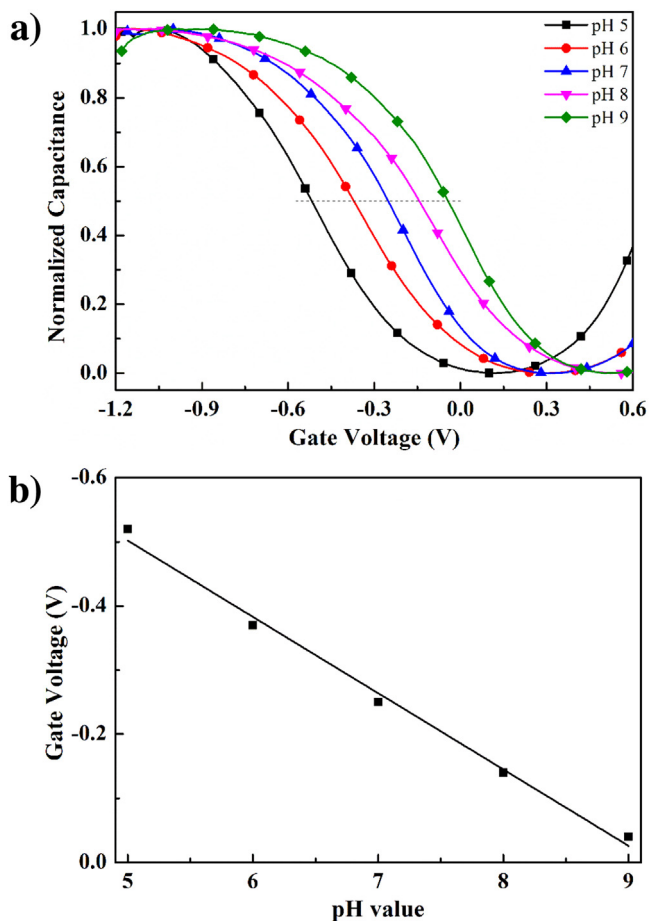 a)
Normalized Capacitance
1.0
0.8
0.6
0.4
0.2
0.0
pH 5
pH 6
pH 7
pH 8
pH 9
-1.2 -0.9 -0.6 -0.3 0.0 0.3 0.6
Gate Voltage (V)
b)
Gate Voltage (V)
-0.6
-0.4
-0.2
0.0
5 6 7 8 9
pH value